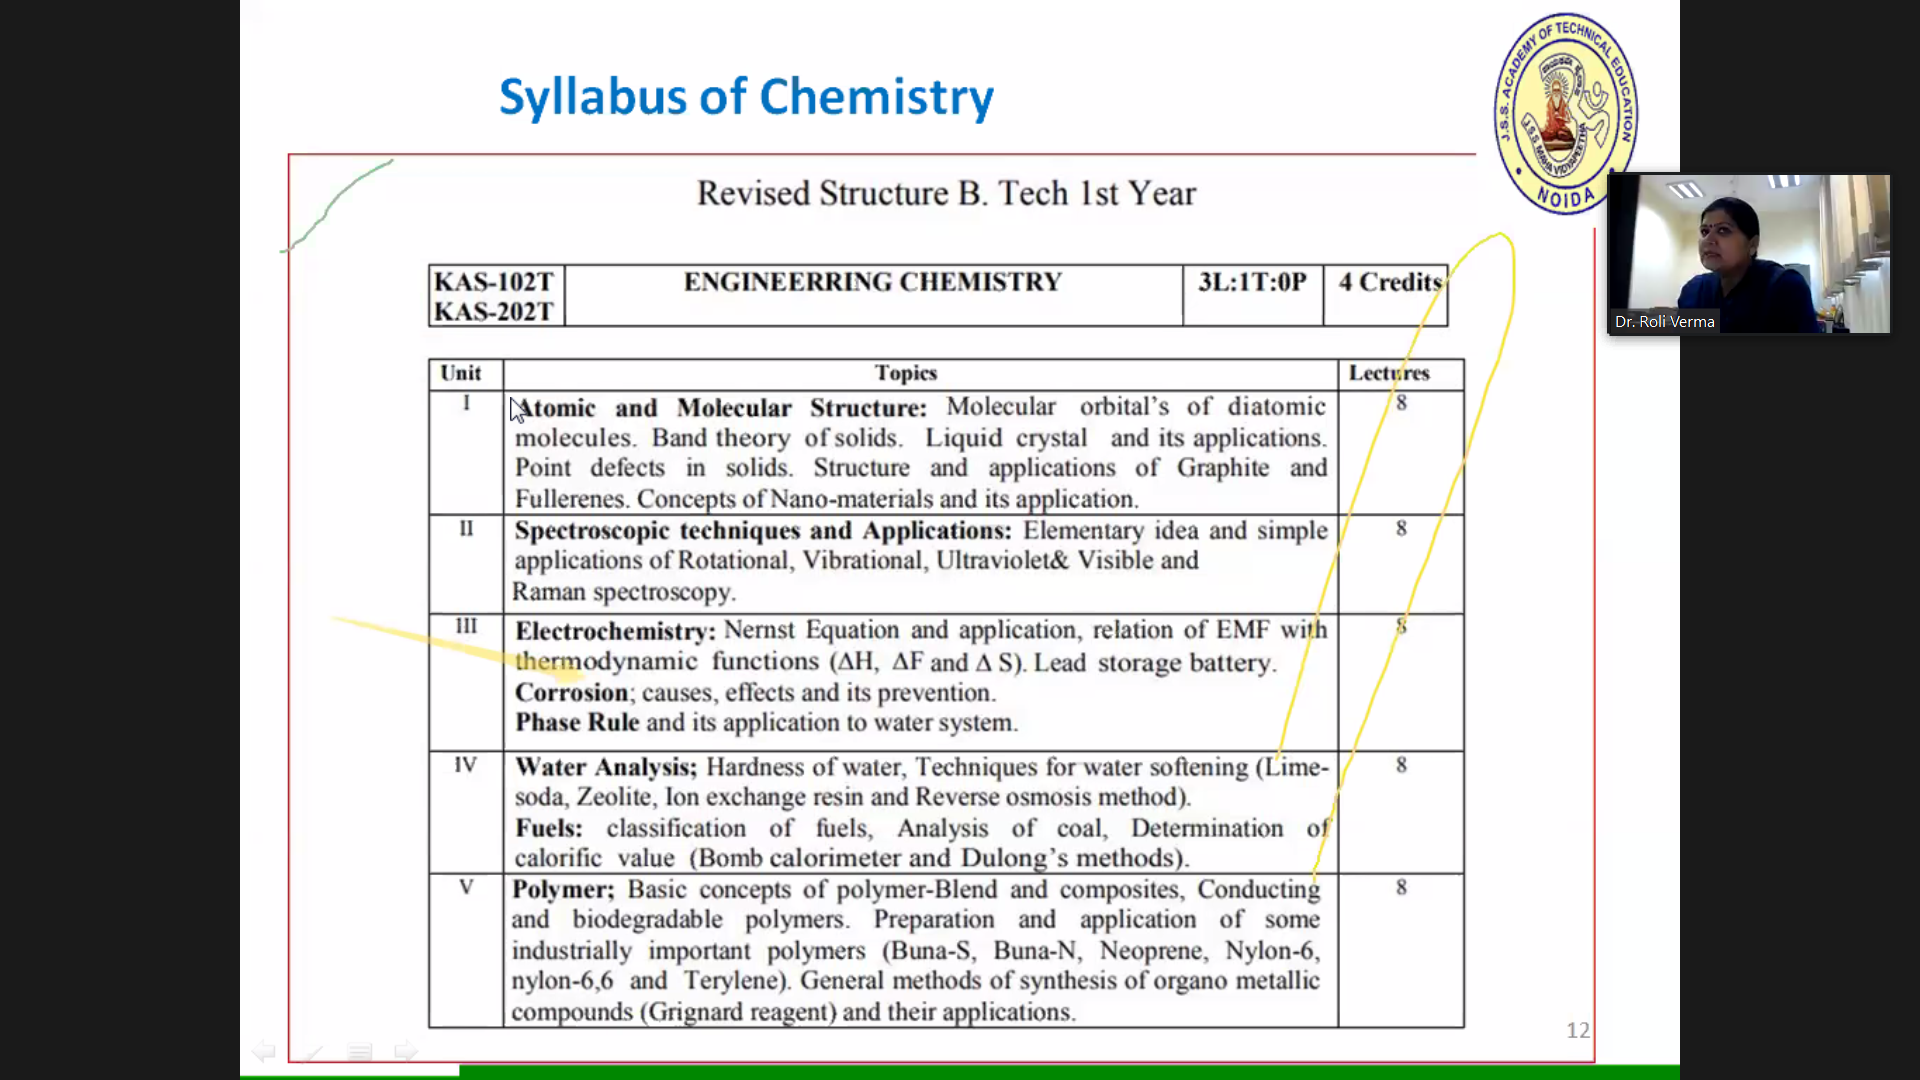 Syllabus of Chemistry
J.S.S. ACADEMY OF TECHNICAL EDUCATION
J.S.S. MAHA VIDYAPEETHA
NOIDA
Revised Structure B. Tech 1st Year
KAS-102T ENGINEERRING CHEMISTRY 3L:1T:0P 4 Credits
KAS-202T
Dr. Roli Verma
Unit Topics Lectures
I Atomic and Molecular Structure: Molecular orbital's of diatomic 8
molecules. Band theory of solids. Liquid crystal and its applications.
Point defects in solids. Structure and applications of Graphite and
Fullerenes. Concepts of Nano-materials and its application.
II Spectroscopic techniques and Applications: Elementary idea and simple 8
applications of Rotational, Vibrational, Ultraviolet& Visible and
Raman spectroscopy.
III Electrochemistry: Nernst Equation and application, relation of EMF with 8
thermodynamic functions (ΔH, ΔF and Δ S). Lead storage battery.
Corrosion; causes, effects and its prevention.
Phase Rule and its application to water system.
IV Water Analysis; Hardness of water, Techniques for water softening (Lime- 8
soda, Zeolite, Ion exchange resin and Reverse osmosis method).
Fuels: classification of fuels, Analysis of coal, Determination of
calorific value (Bomb calorimeter and Dulong's methods).
V Polymer; Basic concepts of polymer-Blend and composites, Conducting 8
and biodegradable polymers. Preparation and application of some
industrially important polymers (Buna-S, Buna-N, Neoprene, Nylon-6,
nylon-6,6 and Terylene). General methods of synthesis of organo metallic
compounds (Grignard reagent) and their applications.
12